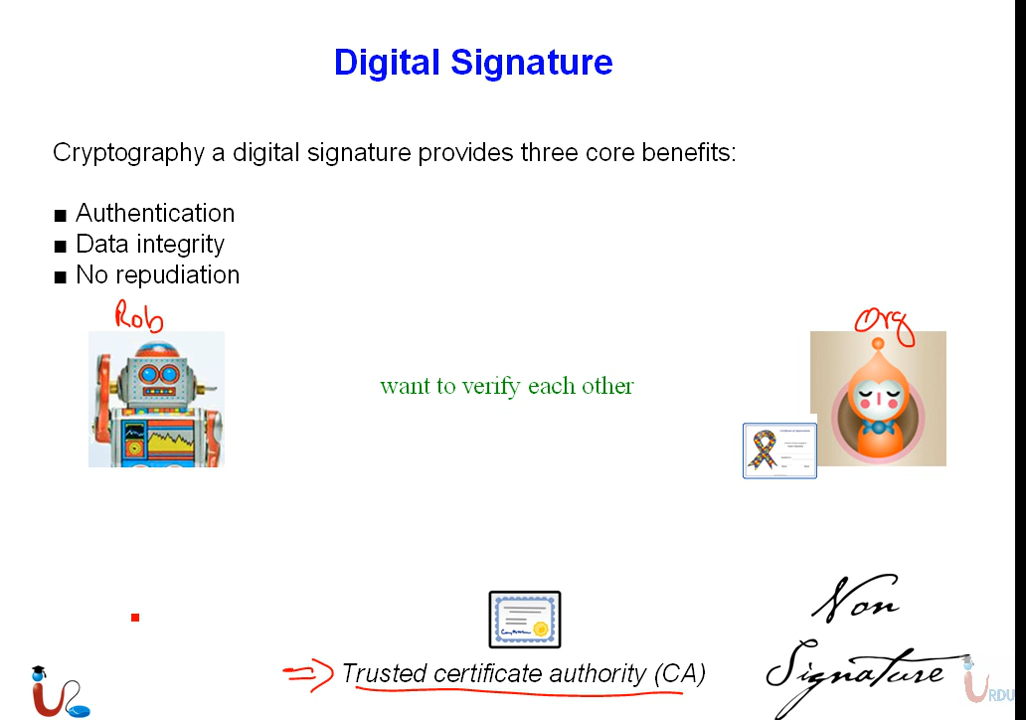 Digital Signature
Cryptography a digital signature provides three core benefits:
■ Authentication
■ Data integrity
■ No repudiation
Rob
Org
want to verify each other
Non
Signature
⇒ Trusted certificate authority (CA)
URDU